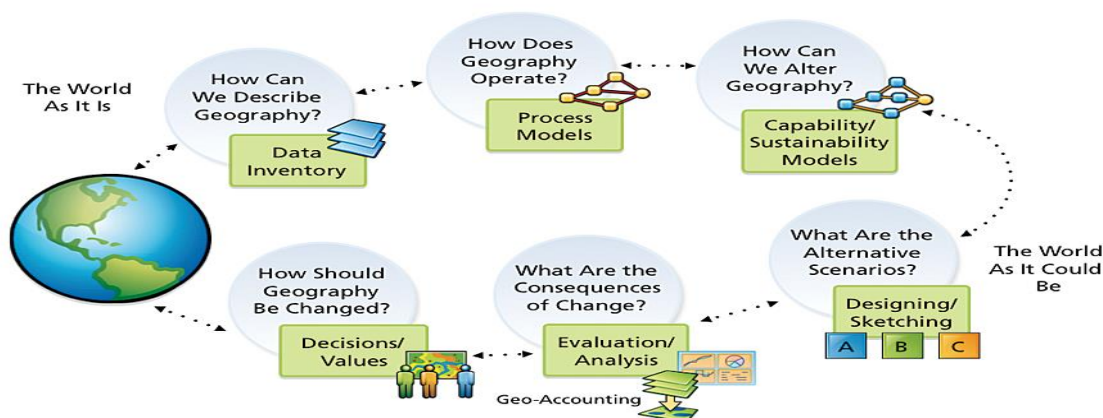 The World
As It Is
How Can
We Describe
Geography?
Data
Inventory
How Does
Geography
Operate?
Process
Models
How Can
We Alter
Geography?
Capability/
Sustainability
Models
The World
As It Could
Be
What Are the
Alternative
Scenarios?
Designing/
Sketching
A B C
What Are the
Consequences
of Change?
Evaluation/
Analysis
Geo-Accounting
How Should
Geography
Be Changed?
Decisions/
Values